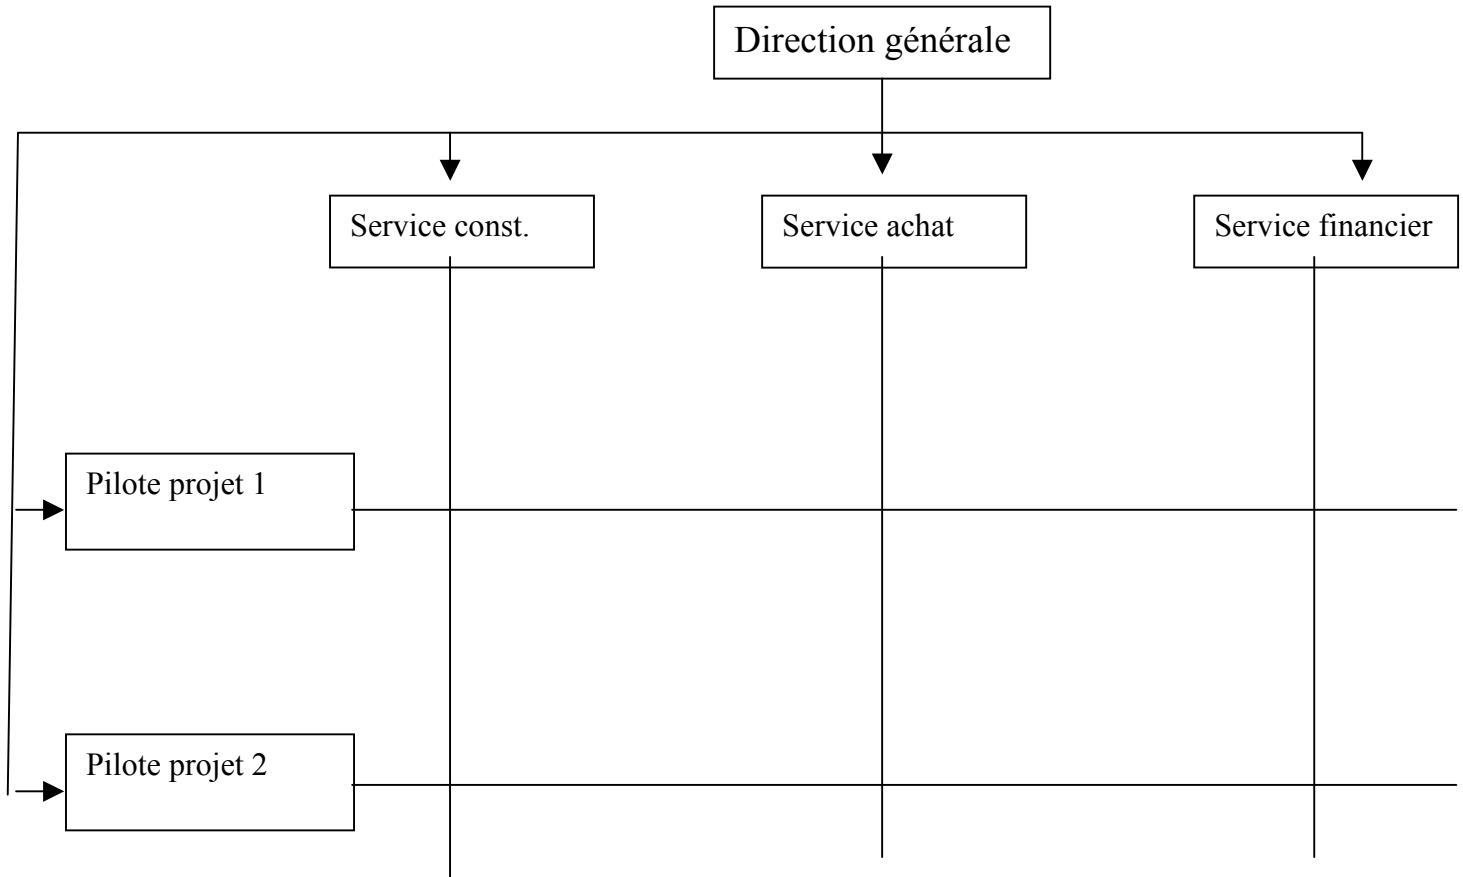 Direction générale
Service const.
Service achat
Service financier
Pilote projet 1
Pilote projet 2